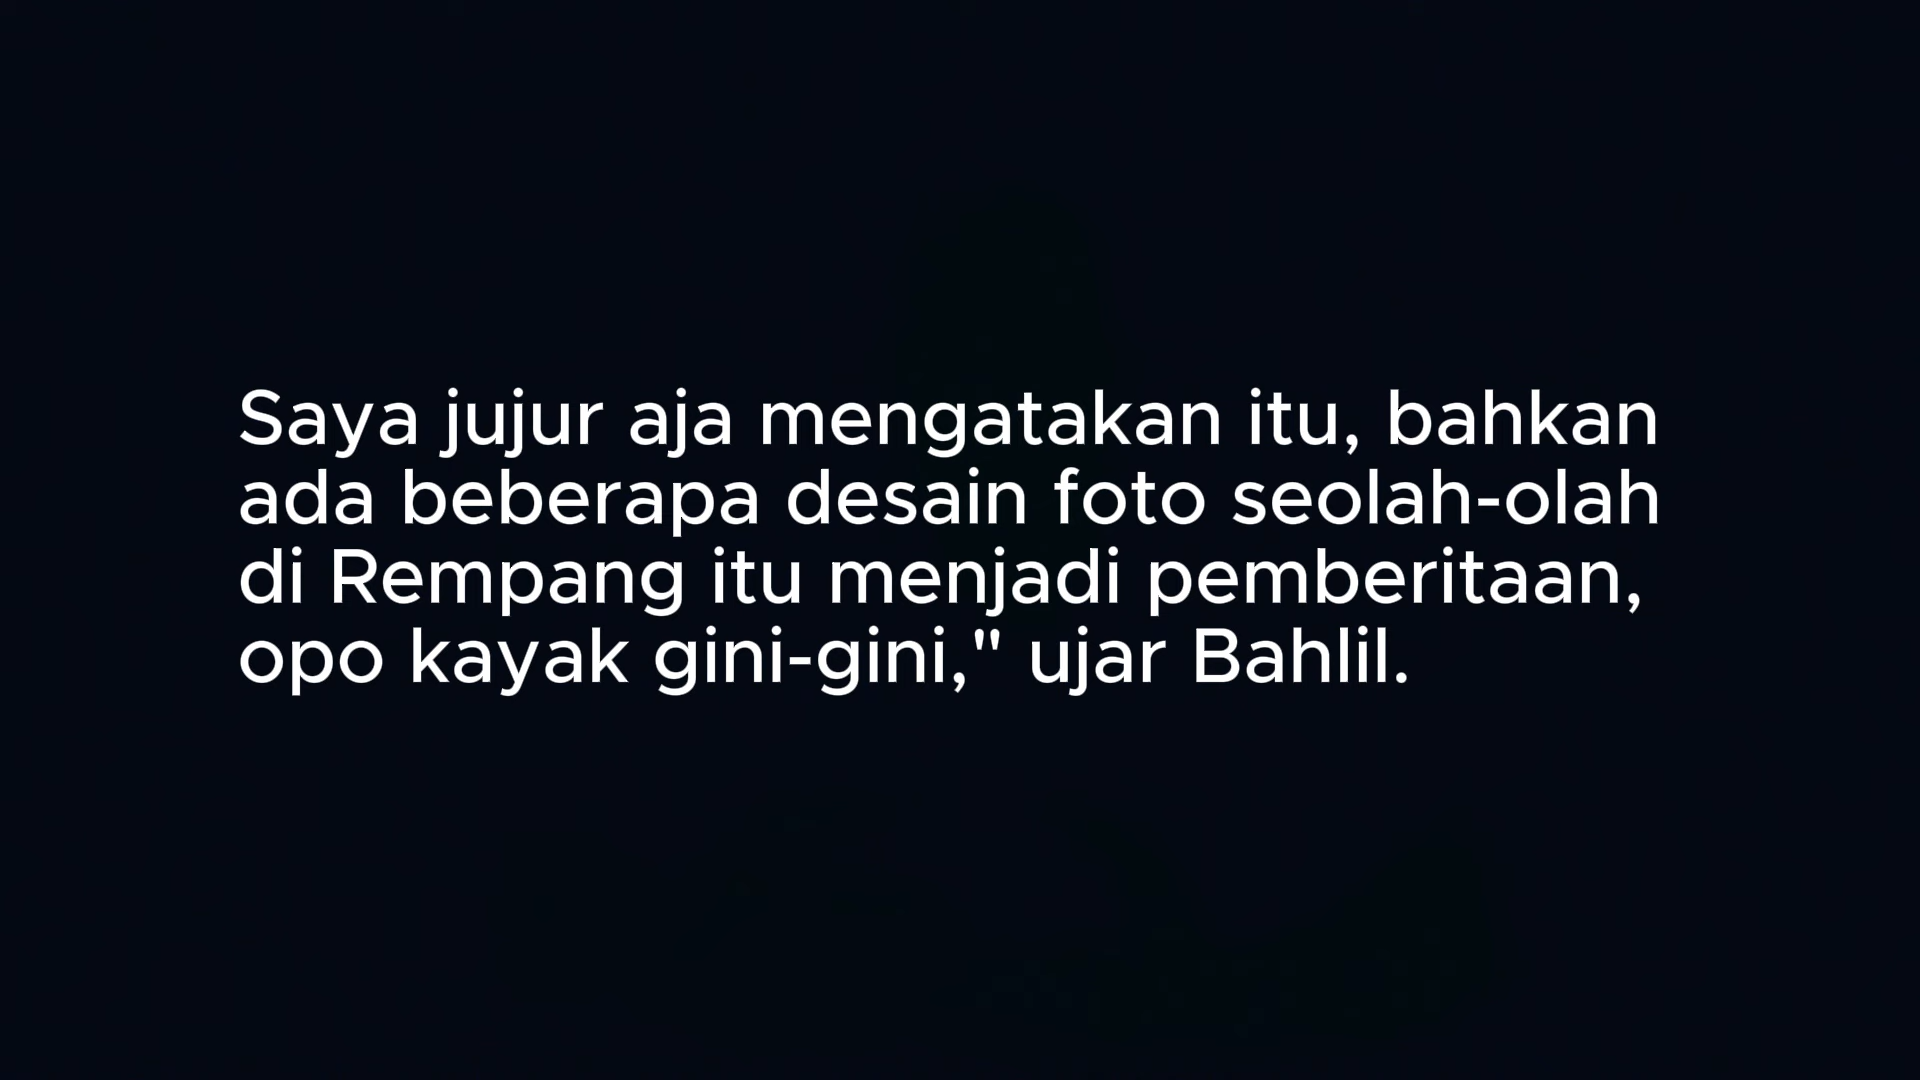 Saya jujur aja mengatakan itu, bahkan
ada beberapa desain foto seolah-olah
di Rempang itu menjadi pemberitaan,
opo kayak gini-gini," ujar Bahlil.